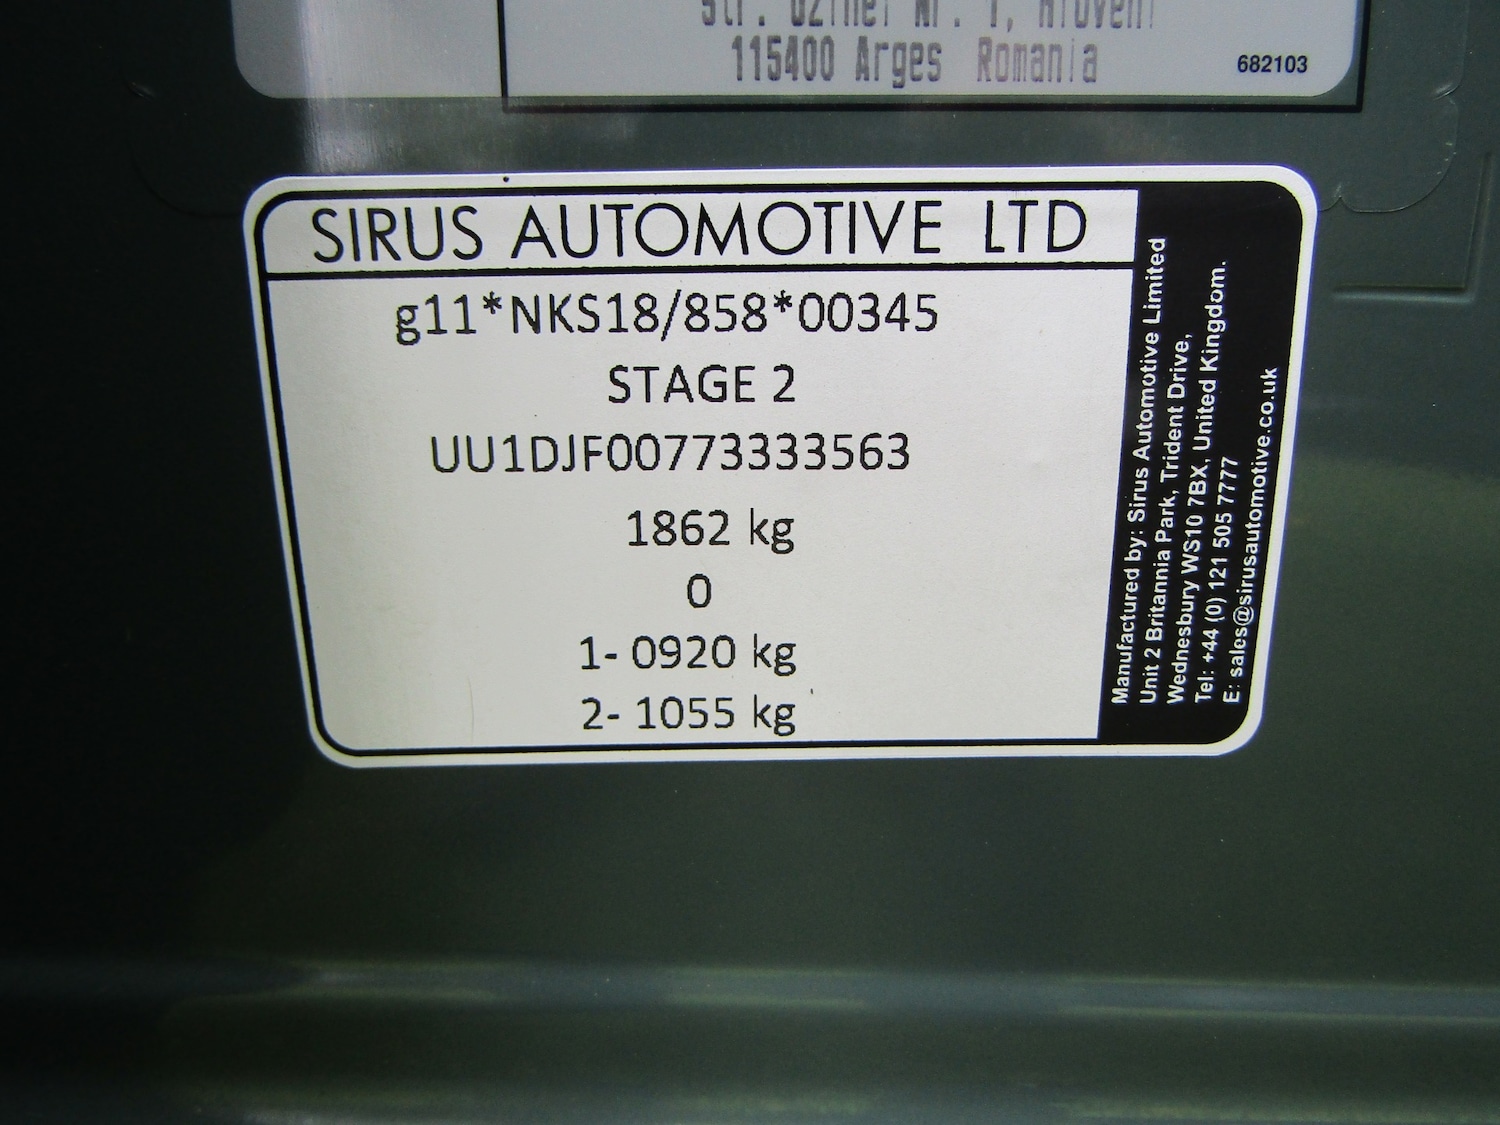 115400 Arges Romania
682103
SIRUS AUTOMOTIVE LTD
g11*NKS18/858*00345
STAGE 2
UU1DJF00773333563
1862 kg
0
1- 0920 kg
2- 1055 kg
Manufactured by: Sirus Automotive Limited
Unit 2 Britannia Park, Trident Drive,
Wednesbury WS10 7BX, United Kingdom.
Tel: +44 (0) 121 505 7777
E: sales@sirusautomotive.co.uk